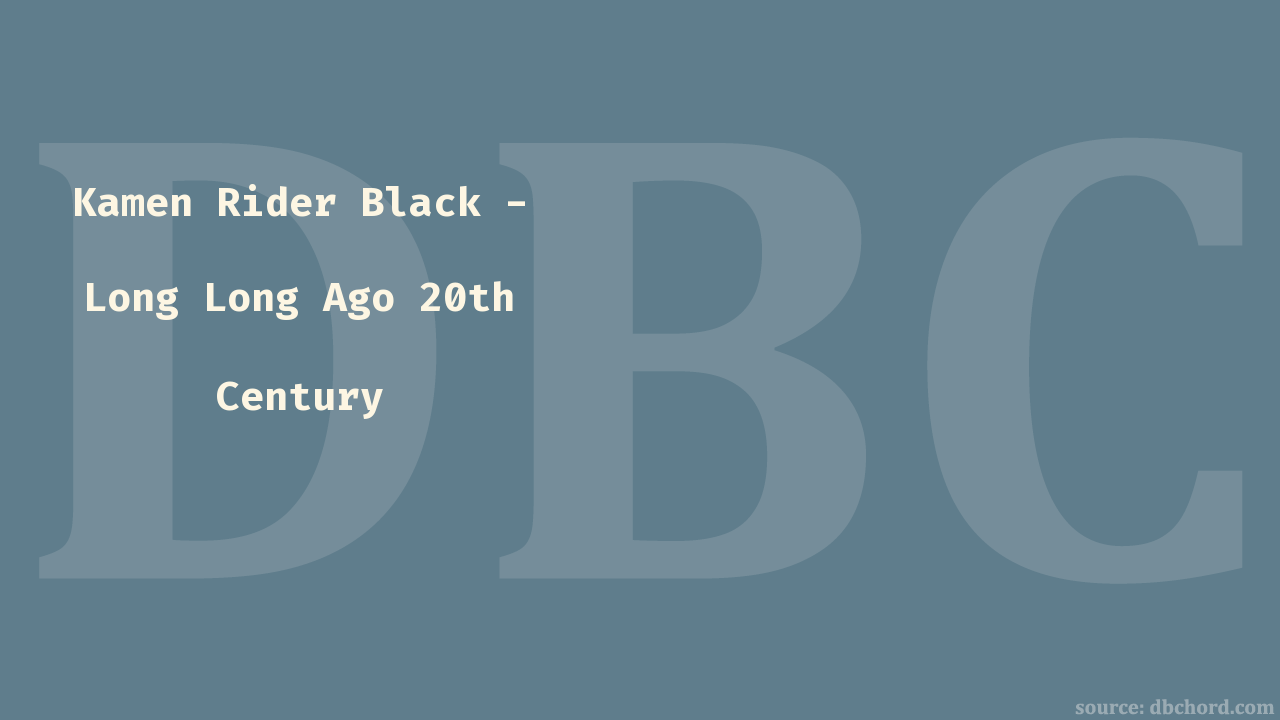 DBC
Kamen Rider Black –
Long Long Ago 20th
Century
source: dbchord.com